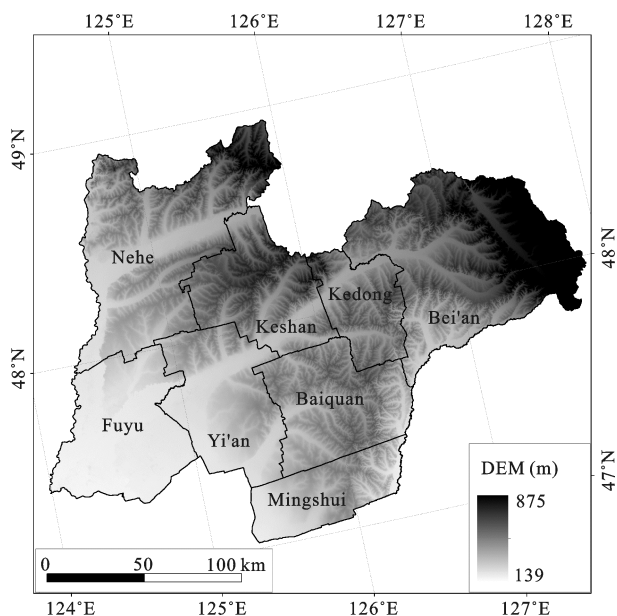 125°E 126°E 127°E 128°E
49°N
48°N
Nehe
Kedong
Keshan
Bei'an
48°N
Baiquan
Fuyu
Yi'an
47°N
DEM (m)
Mingshui
875
139
0 50 100 km
124°E 125°E 126°E 127°E